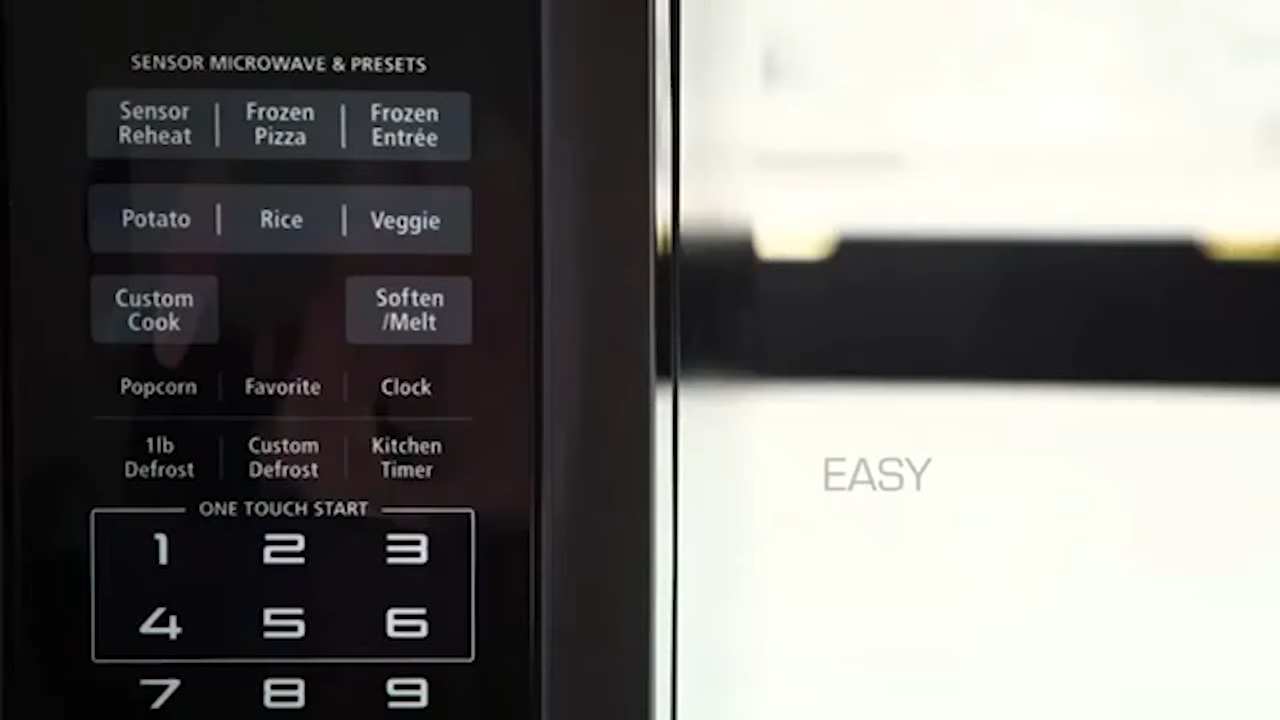 SENSOR MICROWAVE & PRESETS
Sensor Reheat | Frozen Pizza | Frozen Entrée
Potato | Rice | Veggie
Custom Cook
Soften /Melt
Popcorn | Favorite | Clock
1lb Defrost | Custom Defrost | Kitchen Timer
ONE TOUCH START
1 2 3
4 5 6
7 8 9
EASY